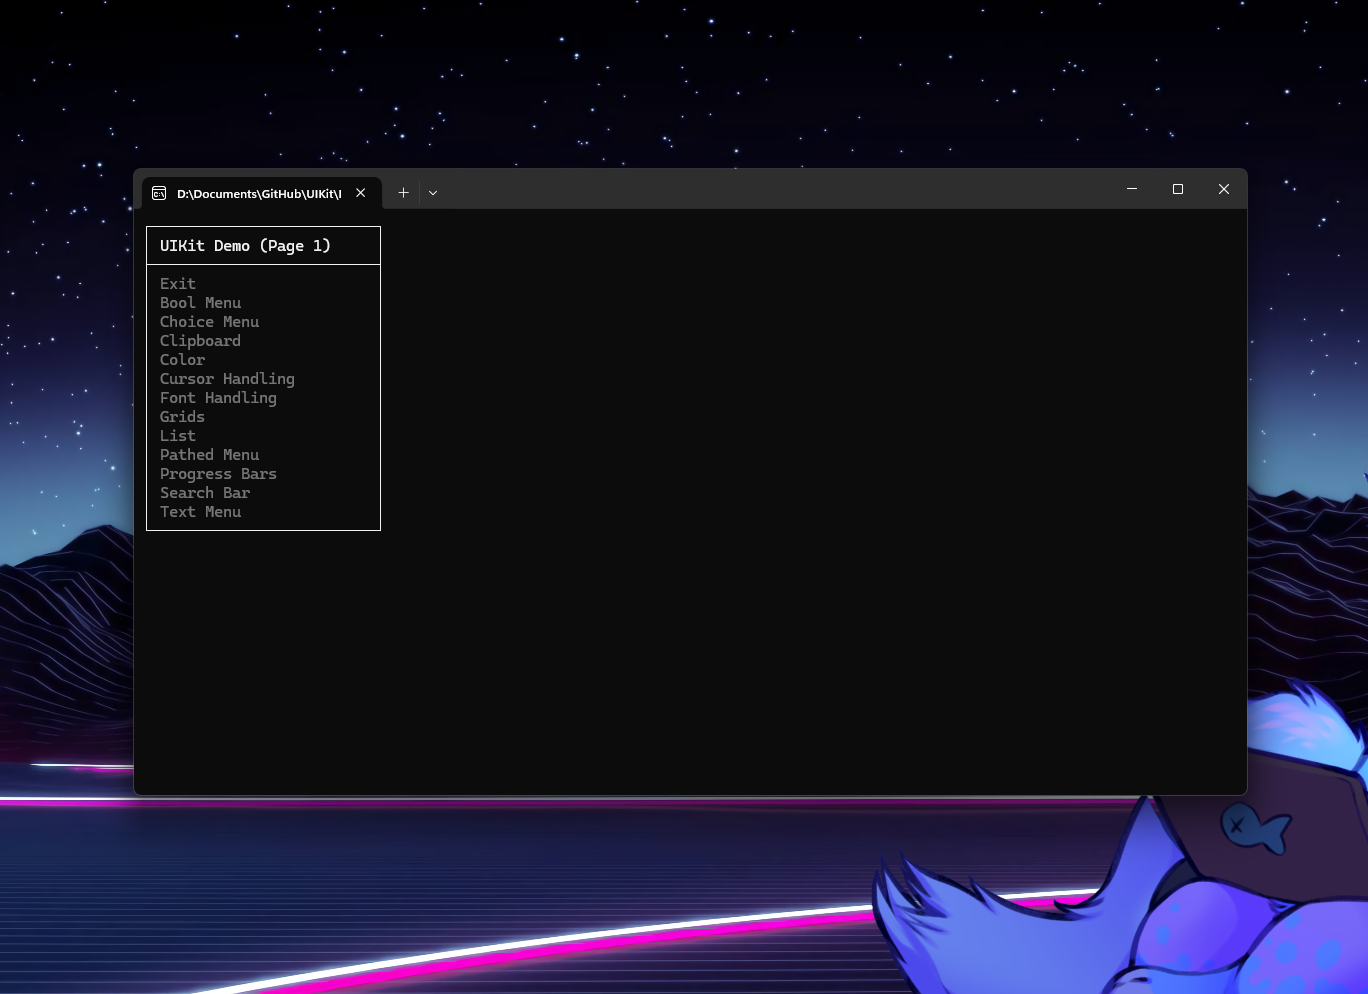 D:\Documents\GitHub\UIKit\I
UIKit Demo (Page 1)
Exit
Bool Menu
Choice Menu
Clipboard
Color
Cursor Handling
Font Handling
Grids
List
Pathed Menu
Progress Bars
Search Bar
Text Menu